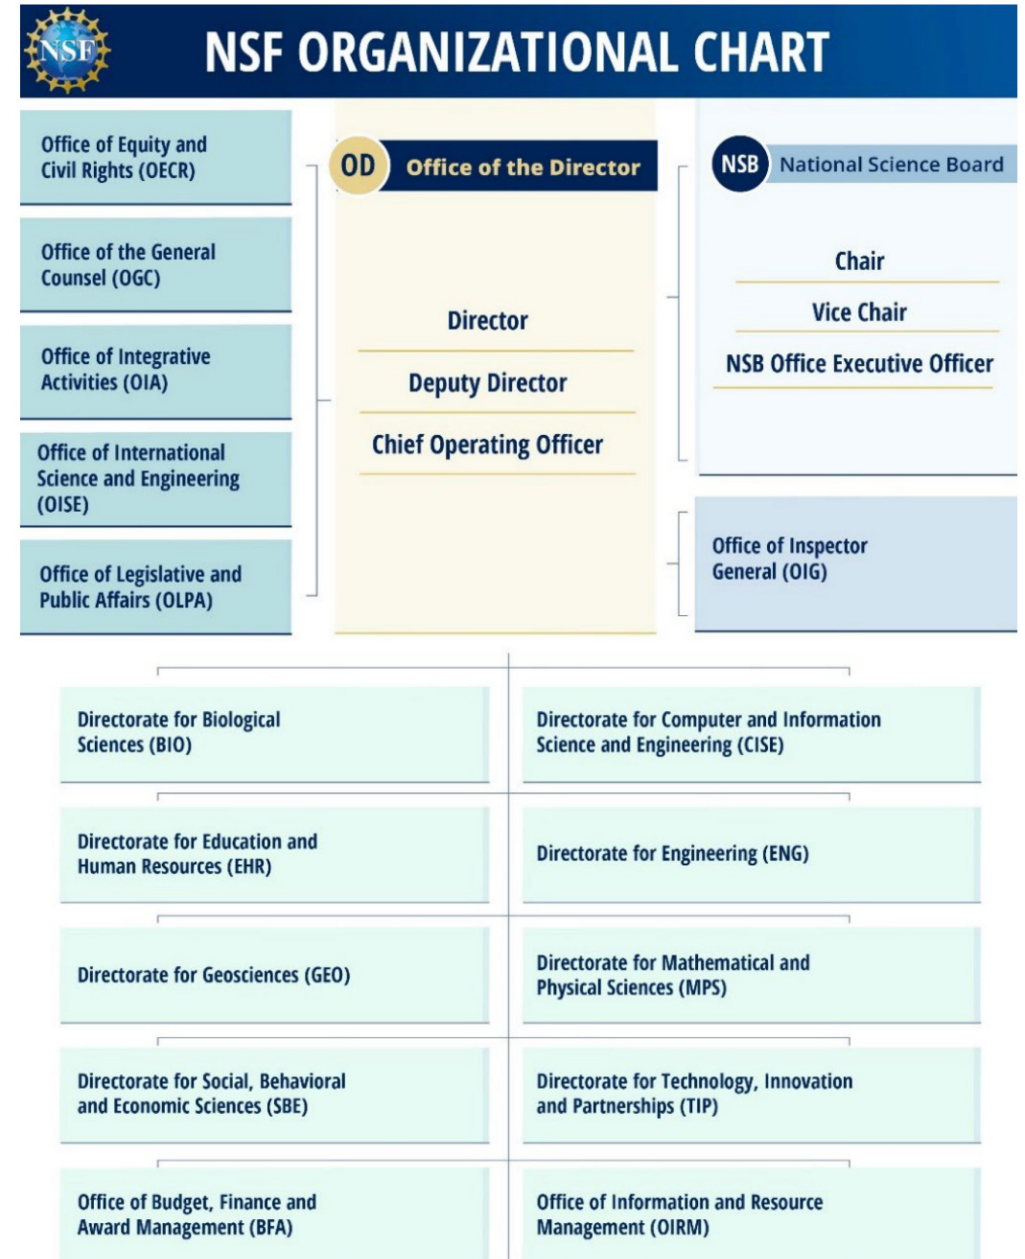 NSF
NSF ORGANIZATIONAL CHART
Office of Equity and
Civil Rights (OECR)
Office of the General
Counsel (OGC)
Office of Integrative
Activities (OIA)
Office of International
Science and Engineering
(OISE)
Office of Legislative and
Public Affairs (OLPA)
OD
Office of the Director
Director
Deputy Director
Chief Operating Officer
NSB
National Science Board
Chair
Vice Chair
NSB Office Executive Officer
Office of Inspector
General (OIG)
Directorate for Biological
Sciences (BIO)
Directorate for Computer and Information
Science and Engineering (CISE)
Directorate for Education and
Human Resources (EHR)
Directorate for Engineering (ENG)
Directorate for Geosciences (GEO)
Directorate for Mathematical and
Physical Sciences (MPS)
Directorate for Social, Behavioral
and Economic Sciences (SBE)
Directorate for Technology, Innovation
and Partnerships (TIP)
Office of Budget, Finance and
Award Management (BFA)
Office of Information and Resource
Management (OIRM)